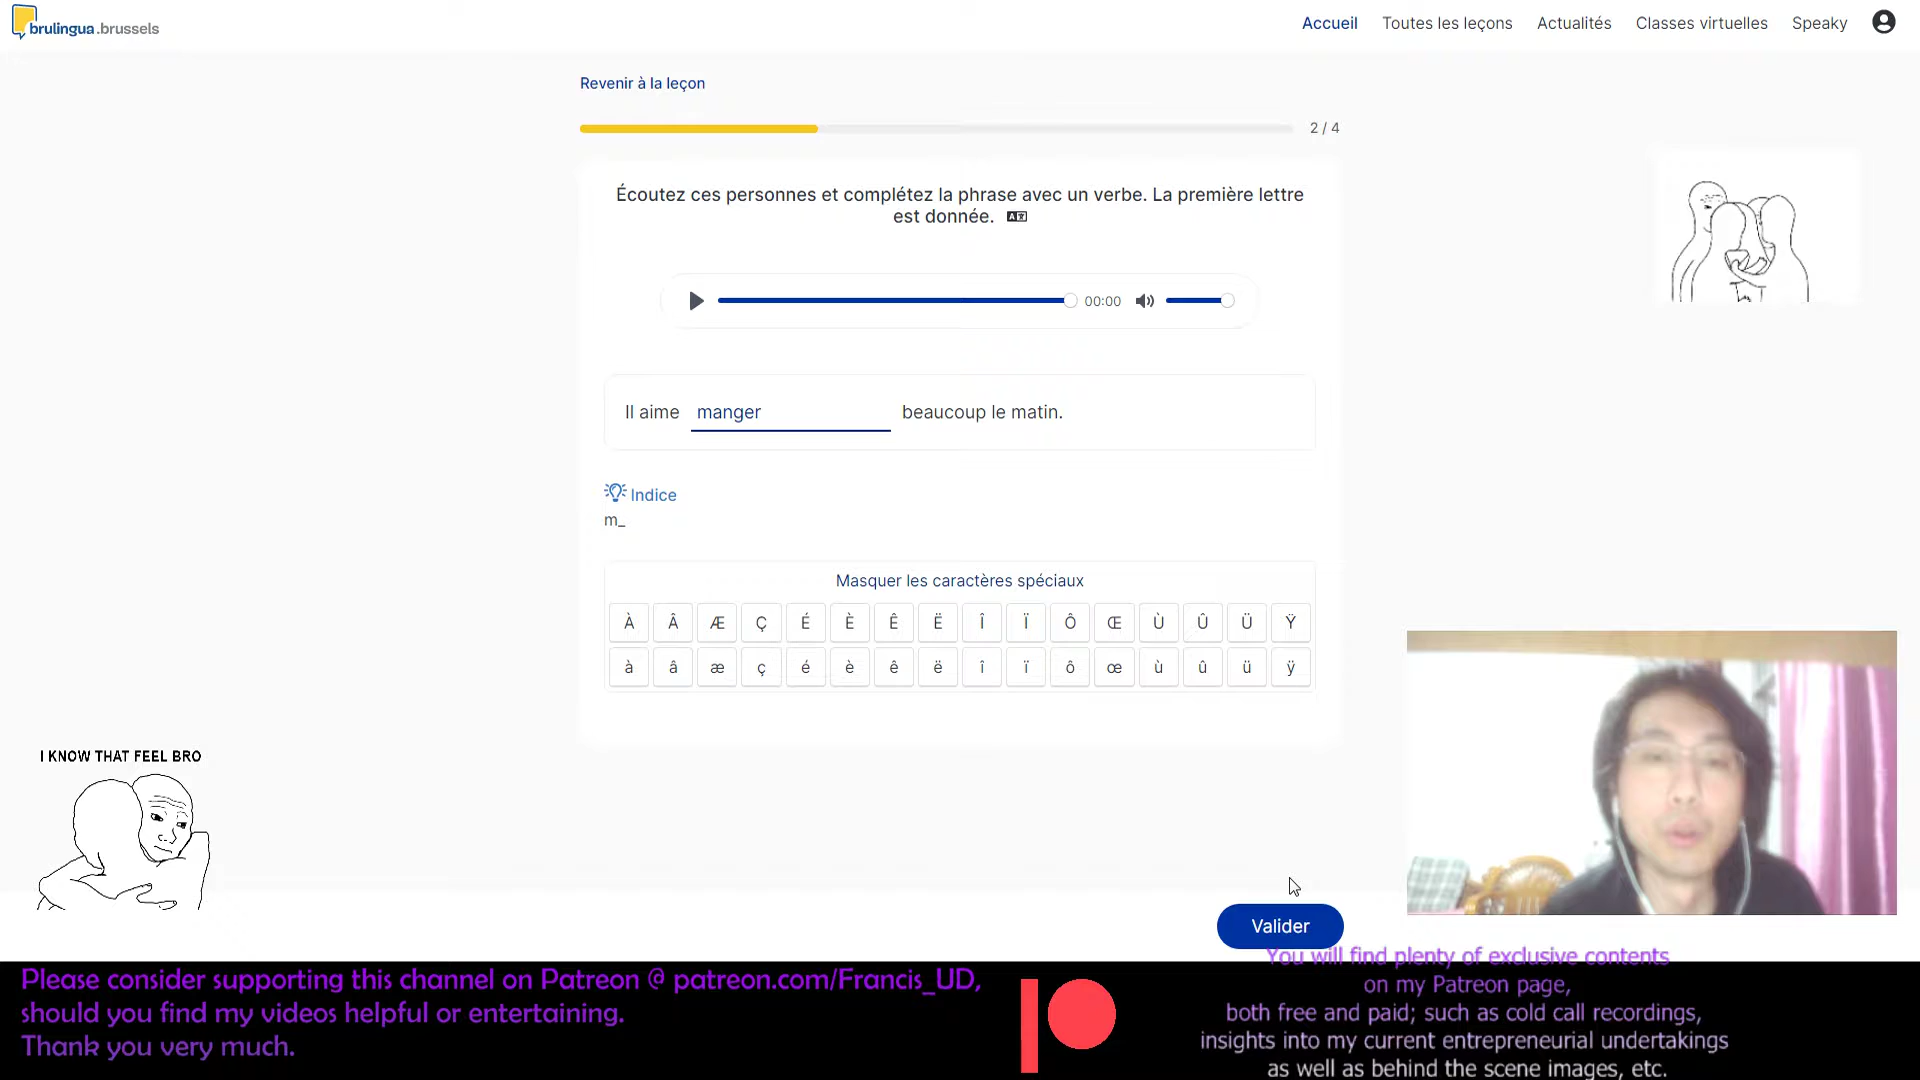 brulingua.brussels
Accueil
Toutes les leçons
Actualités
Classes virtuelles
Speaky
Revenir à la leçon
2 / 4
Écoutez ces personnes et complétez la phrase avec un verbe. La première lettre
est donnée.
00:00
Il aime manger beaucoup le matin.
Indice
m_
Masquer les caractères spéciaux
À Â Æ Ç É È Ê Ë Î Ï Ô Œ Ù Û Ü Ÿ
à â æ ç é è ê ë î ï ô œ ù û ü ÿ
I KNOW THAT FEEL BRO
Valider
Please consider supporting this channel on Patreon @ patreon.com/Francis_UD,
should you find my videos helpful or entertaining.
Thank you very much.
You will find plenty of exclusive contents
on my Patreon page,
both free and paid; such as cold call recordings,
insights into my current entrepreneurial undertakings
as well as behind the scene images, etc.